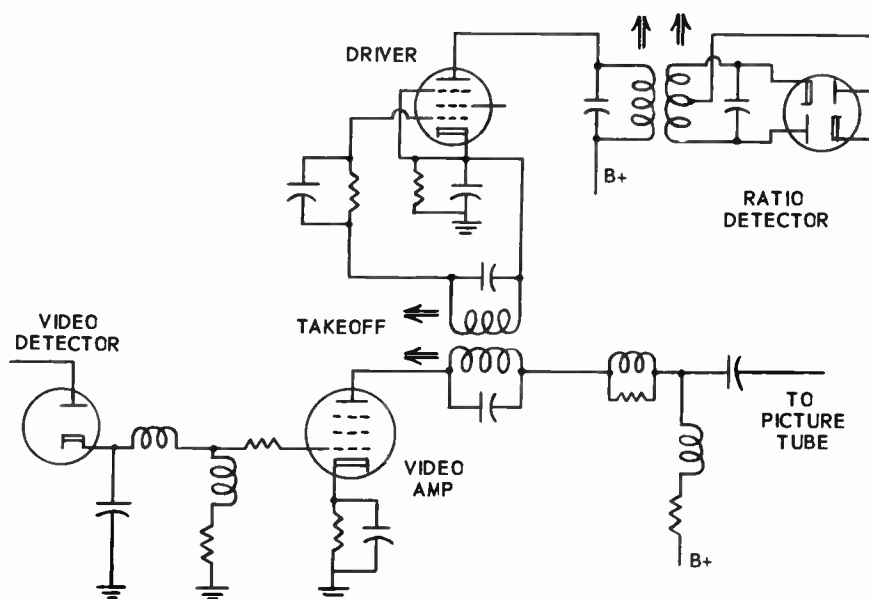 DRIVER
B+
RATIO
DETECTOR
VIDEO
DETECTOR
TAKEOFF
TO
PICTURE
TUBE
VIDEO
AMP
B+